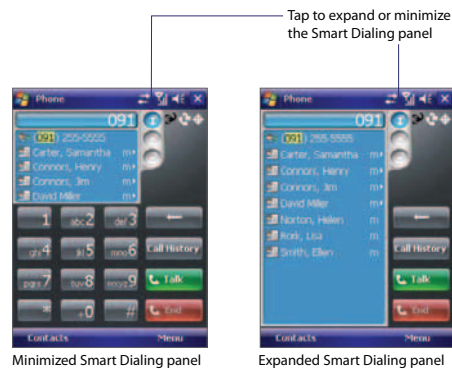 Tap to expand or minimize
the Smart Dialing panel
Phone
091
(091) 255-5555
Carter, Samantha m
Connors, Henry m
Connors, Jim m
David Miller m
1 abc2 def3
ghi4 jkl5 mno6 Call History
pqrs7 tuv8 wxyz9 Talk
* +0 # End
Contacts Menu
Minimized Smart Dialing panel
Phone
091
(091) 255-5555
Carter, Samantha m
Connors, Henry m
Connors, Jim m
David Miller m
Norton, Helen m
Rork, Lisa m
Smith, Ellen m
Call History
Talk
End
Contacts Menu
Expanded Smart Dialing panel